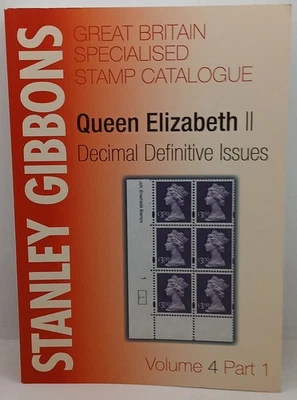 STANLEY GIBBONS
GREAT BRITAIN
SPECIALISED
STAMP CATALOGUE
Queen Elizabeth II
Decimal Definitive Issues
Volume 4 Part 1